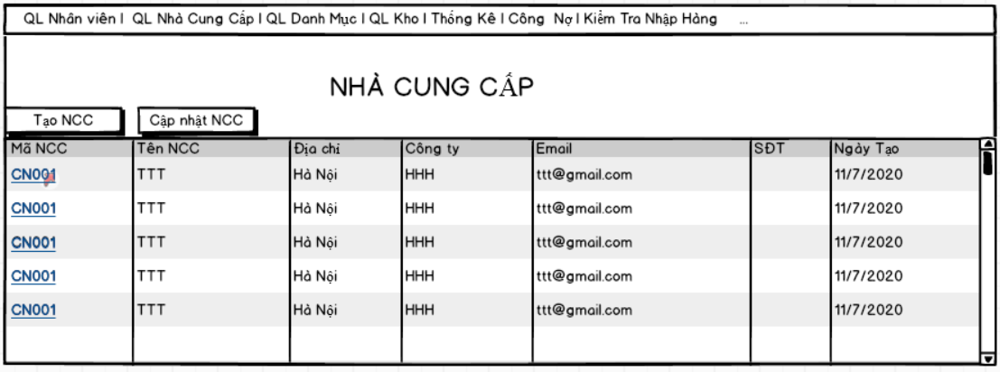 QL Nhân viên I QL Nhà Cung Cấp I QL Danh Mục I QL Kho I Thống Kê I Công Nợ I Kiểm Tra Nhập Hàng ...
NHÀ CUNG CẤP
Tạo NCC Cập nhật NCC
Mã NCC Tên NCC Địa chỉ Công ty Email SĐT Ngày Tạo
CN001 TTT Hà Nội HHH ttt@gmail.com 11/7/2020
CN001 TTT Hà Nội HHH ttt@gmail.com 11/7/2020
CN001 TTT Hà Nội HHH ttt@gmail.com 11/7/2020
CN001 TTT Hà Nội HHH ttt@gmail.com 11/7/2020
CN001 TTT Hà Nội HHH ttt@gmail.com 11/7/2020